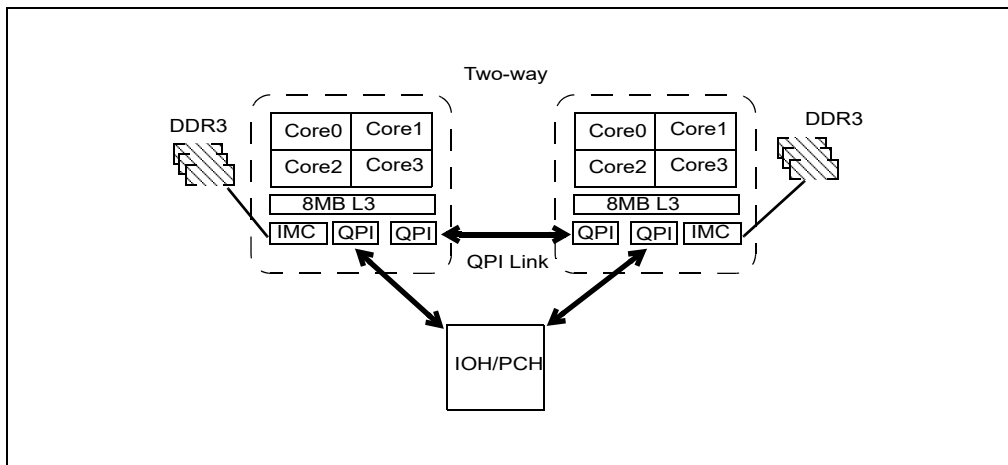 Two-way
DDR3
DDR3
Core0 Core1
Core0 Core1
Core2 Core3
Core2 Core3
8MB L3
8MB L3
IMC QPI QPI
QPI QPI IMC
QPI Link
IOH/PCH